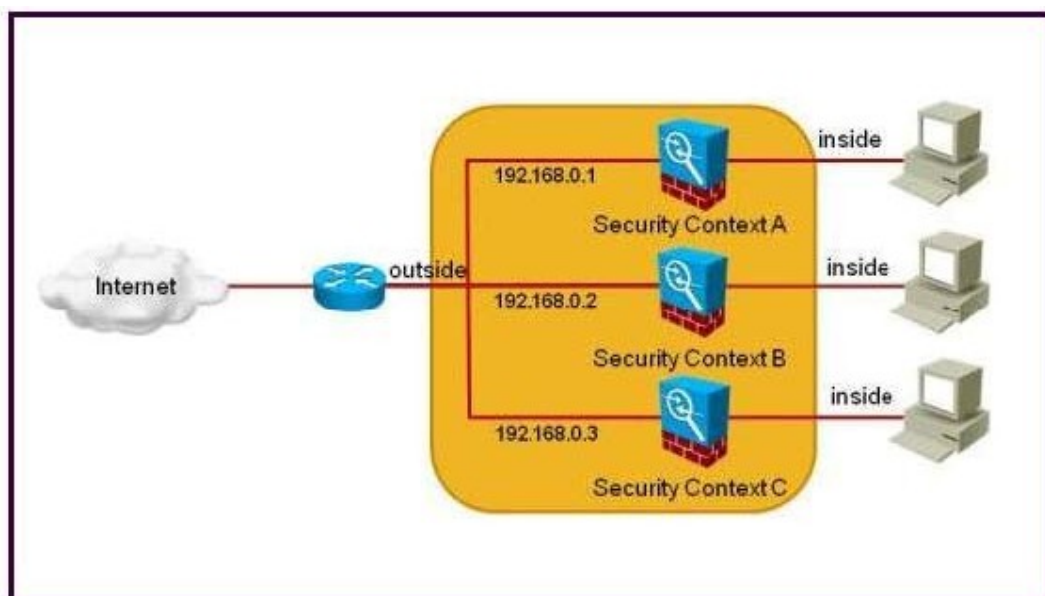 inside
192.168.0.1
Security Context A
Internet
outside
inside
192.168.0.2
Security Context B
inside
192.168.0.3
Security Context C